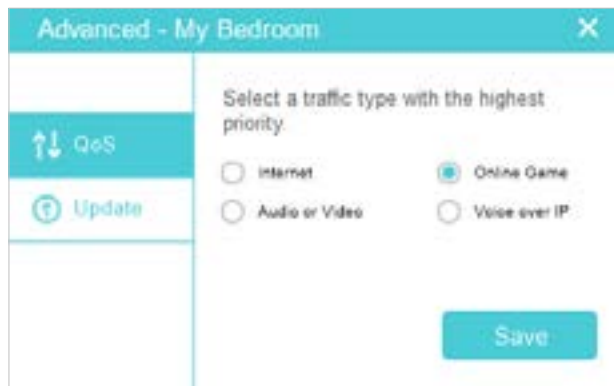 Advanced - My Bedroom
Select a traffic type with the highest
priority
QoS
Internet
Online Game
Update
Audio or Video
Voice over IP
Save